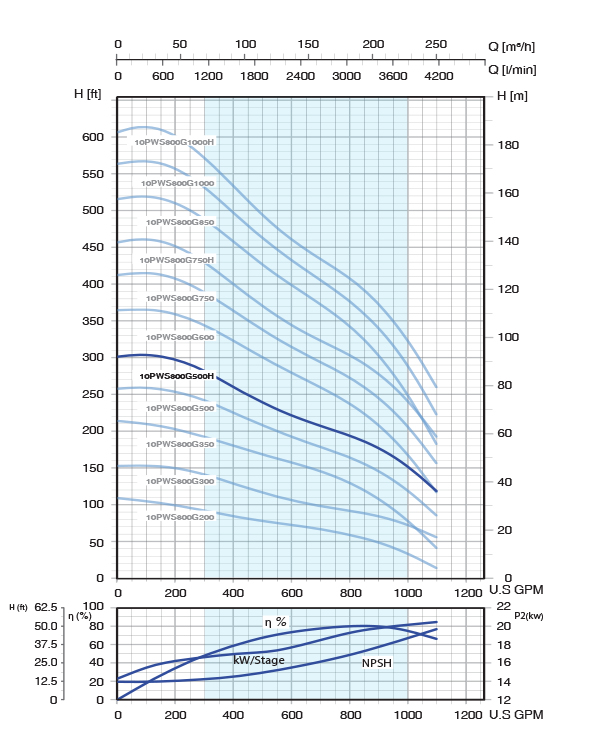 0 50 100 150 200 250 Q [m³/h]
0 600 1200 1800 2400 3000 3600 4200 Q [l/min]
H [ft] H [m]
600
550
500
450
400
350
300
250
200
150
100
50
0
180
160
140
120
100
80
60
40
20
0
10PWS800G1000H
10PWS800G1000
10PWS800G850
10PWS800G750H
10PWS800G750
10PWS800G600
10PWS800G500H
10PWS800G500
10PWS800G350
10PWS800G300
10PWS800G200
0 200 400 600 800 1000 1200 U.S GPM
H (ft) 62.5 η (%) 100 22 P2(kw)
50.0 80 20
37.5 60 18
25.0 40 16
12.5 20 14
0 0 12
η %
kW/Stage
NPSH
0 200 400 600 800 1000 1200 U.S GPM